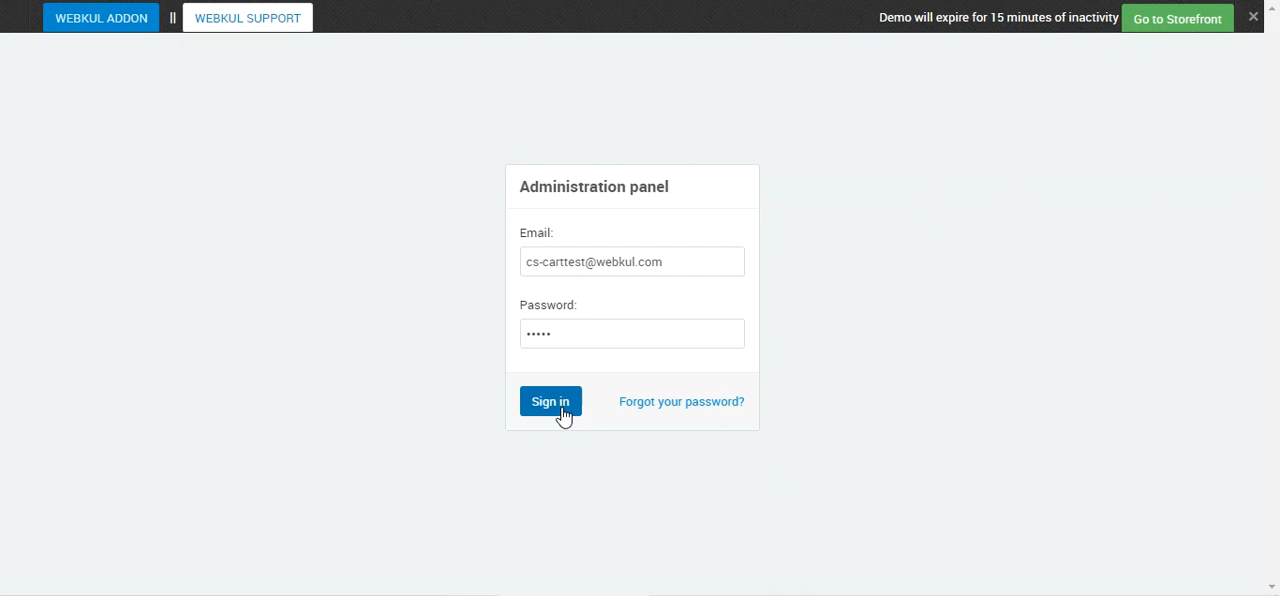 WEBKUL ADDON || WEBKUL SUPPORT Demo will expire for 15 minutes of inactivity Go to Storefront ×
Administration panel
Email:
cs-carttest@webkul.com
Password:
•••••
Sign in Forgot your password?